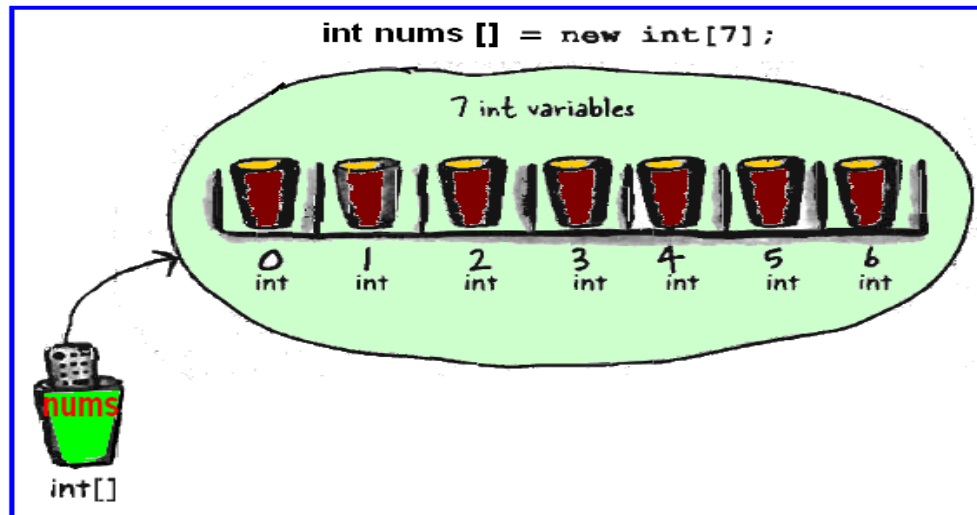 int nums [] = new int[7];
7 int variables
0 1 2 3 4 5 6
int int int int int int int
nums
int[]